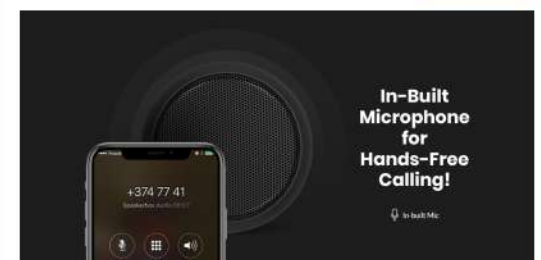 In-Built
Microphone
for
Hands-Free
Calling!
In-built Mic
+374 77 41